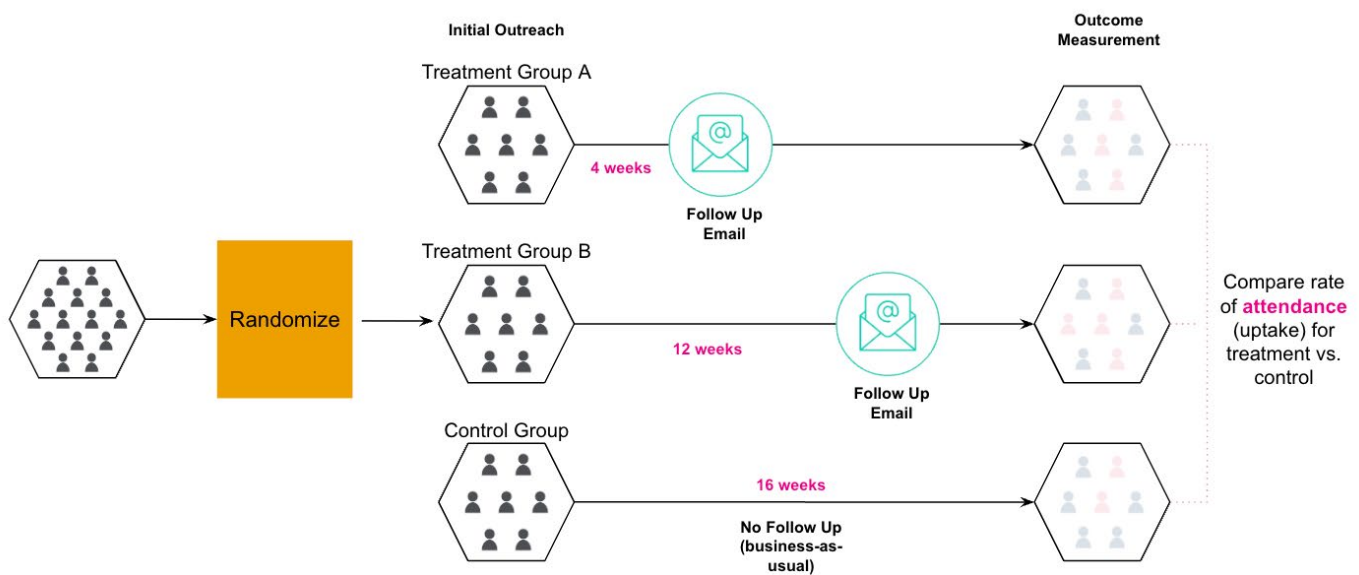 Initial Outreach
Outcome
Measurement
Treatment Group A
@
4 weeks
Follow Up
Email
Treatment Group B
Randomize
@
12 weeks
Follow Up
Email
Compare rate
of attendance
(uptake) for
treatment vs.
control
Control Group
16 weeks
No Follow Up
(business-as-
usual)